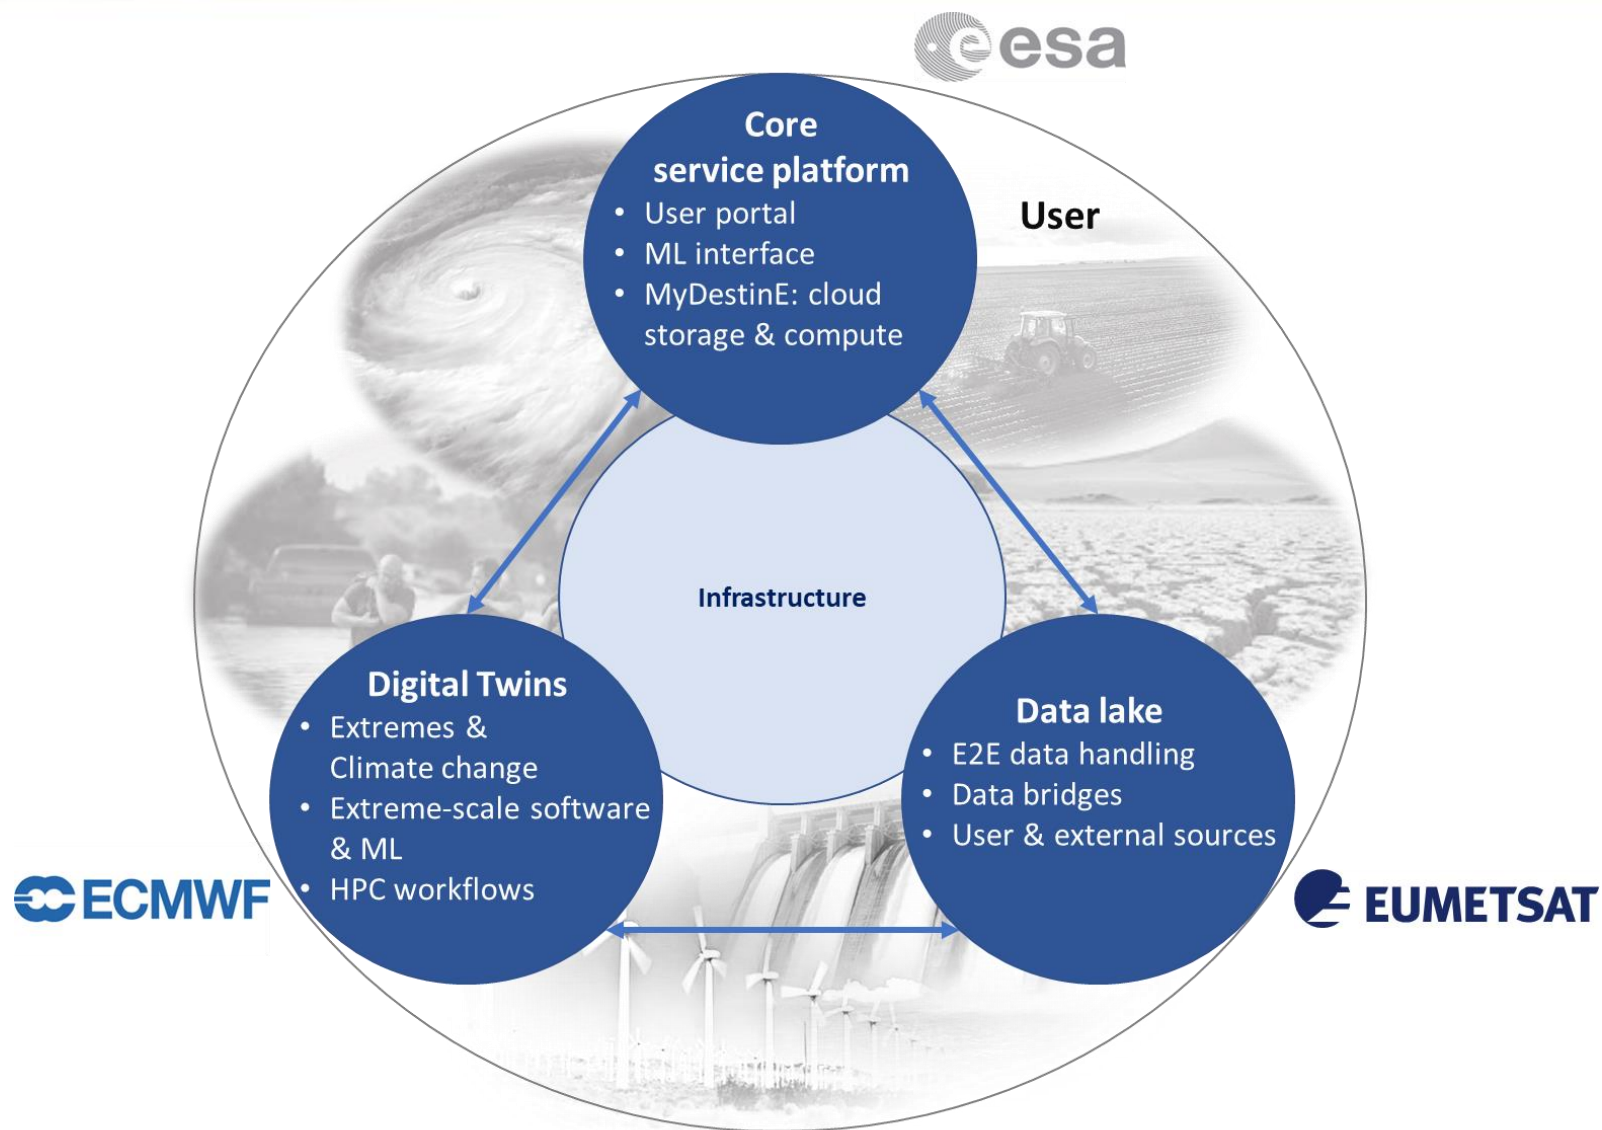 esa
Core
service platform
• User portal
• ML interface
• MyDestinE: cloud
storage & compute
User
Infrastructure
Digital Twins
• Extremes &
Climate change
• Extreme-scale software
& ML
• HPC workflows
Data lake
• E2E data handling
• Data bridges
• User & external sources
ECMWF
EUMETSAT